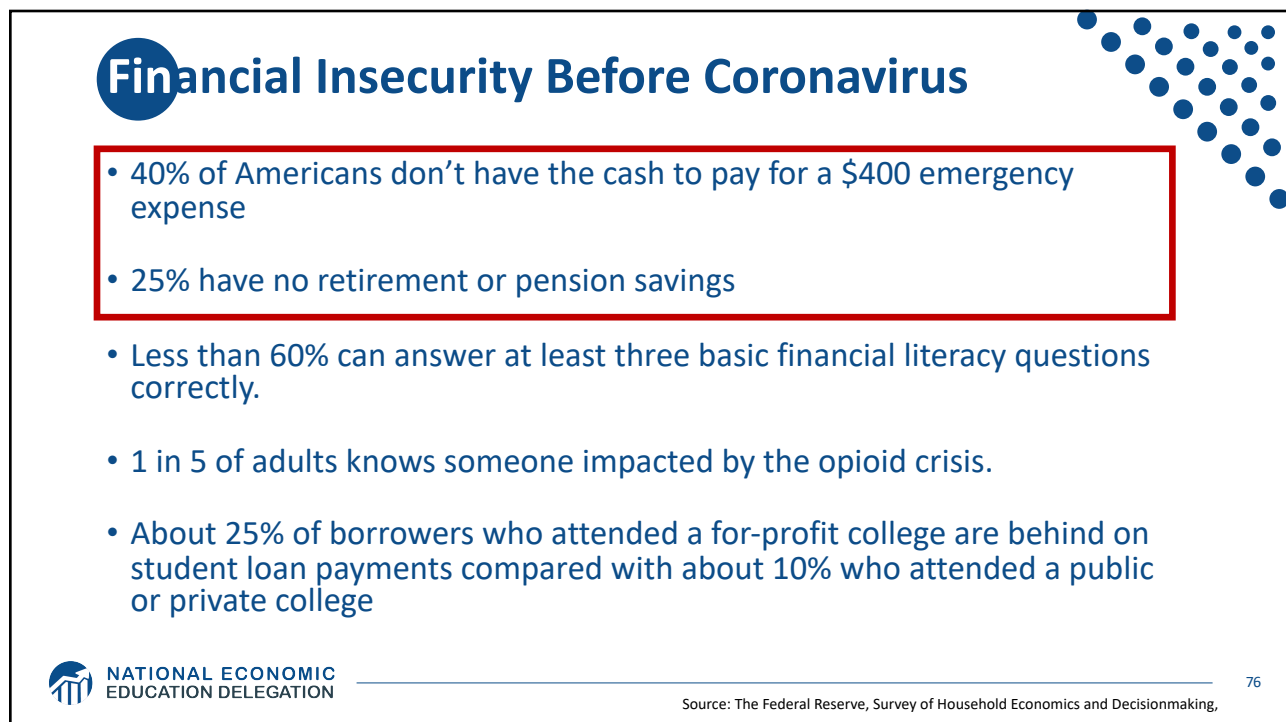 Financial Insecurity Before Coronavirus
• 40% of Americans don’t have the cash to pay for a $400 emergency
expense
• 25% have no retirement or pension savings
• Less than 60% can answer at least three basic financial literacy questions
correctly.
• 1 in 5 of adults knows someone impacted by the opioid crisis.
• About 25% of borrowers who attended a for-profit college are behind on
student loan payments compared with about 10% who attended a public
or private college
NATIONAL ECONOMIC
EDUCATION DELEGATION
76
Source: The Federal Reserve, Survey of Household Economics and Decisionmaking,